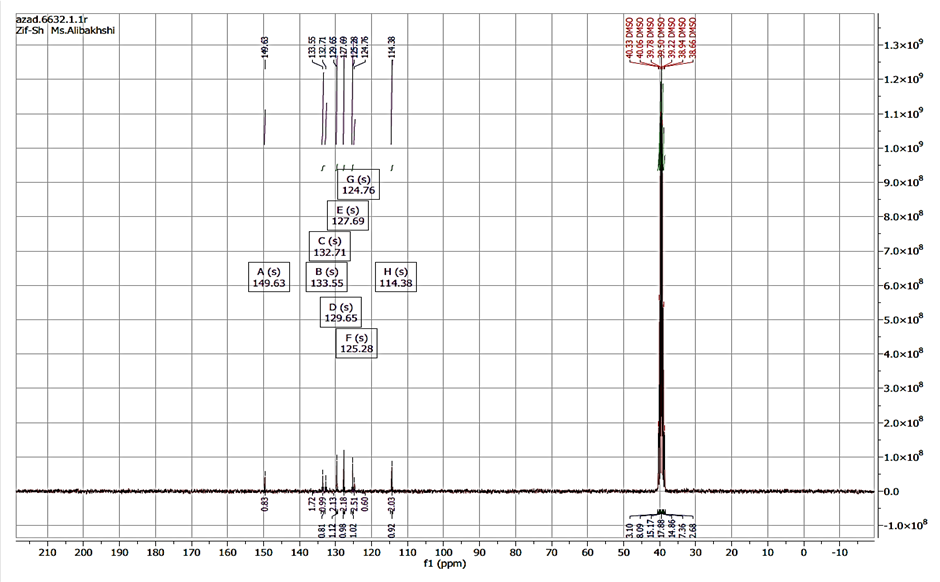 azad.6632.1.1r
Zif-Sh Ms.Alibakhshi
149.63
133.55
132.71
129.65
127.69
125.28
124.76
114.38
40.33 DMSO
40.06 DMSO
39.78 DMSO
39.50 DMSO
39.22 DMSO
38.94 DMSO
38.66 DMSO
G (s)
124.76
E (s)
127.69
C (s)
132.71
A (s)
149.63
B (s)
133.55
H (s)
114.38
D (s)
129.65
F (s)
125.28
1.3×10⁹
1.2×10⁹
1.1×10⁹
1.0×10⁹
9.0×10⁸
8.0×10⁸
7.0×10⁸
6.0×10⁸
5.0×10⁸
4.0×10⁸
3.0×10⁸
2.0×10⁸
1.0×10⁸
0.0
-1.0×10⁸
0.83
1.72
0.81
0.99
2.13
1.12
2.18
0.98
2.51
1.02
0.60
2.03
0.92
3.10
8.09
15.17
17.88
14.86
7.36
2.68
210 200 190 180 170 160 150 140 130 120 110 100 90 80 70 60 50 40 30 20 10 0 -10
f1 (ppm)